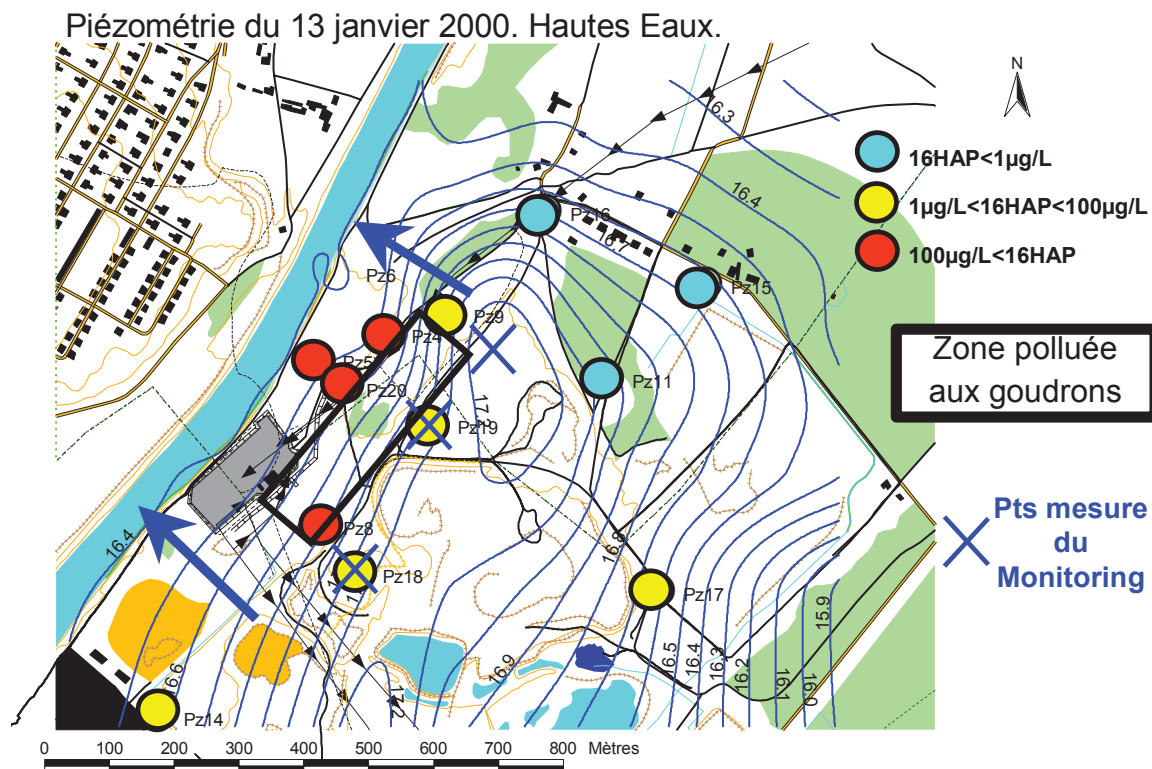 Piézométrie du 13 janvier 2000. Hautes Eaux.
N
16.3
16HAP<1µg/L
1µg/L<16HAP<100µg/L
100µg/L<16HAP
16.4
Pz16
16.7
Pz6
Pz15
Pz9
Pz4
Zone polluée
aux goudrons
Pz5
Pz20
Pz11
17.2
Pz19
Pts mesure
du
Monitoring
16.4
Pz8
16.8
Pz18
Pz17
15.9
16.5
16.4
16.3
16.2
16.1
16.0
16.9
17.2
16.6
Pz14
0 100 200 300 400 500 600 700 800 Mètres